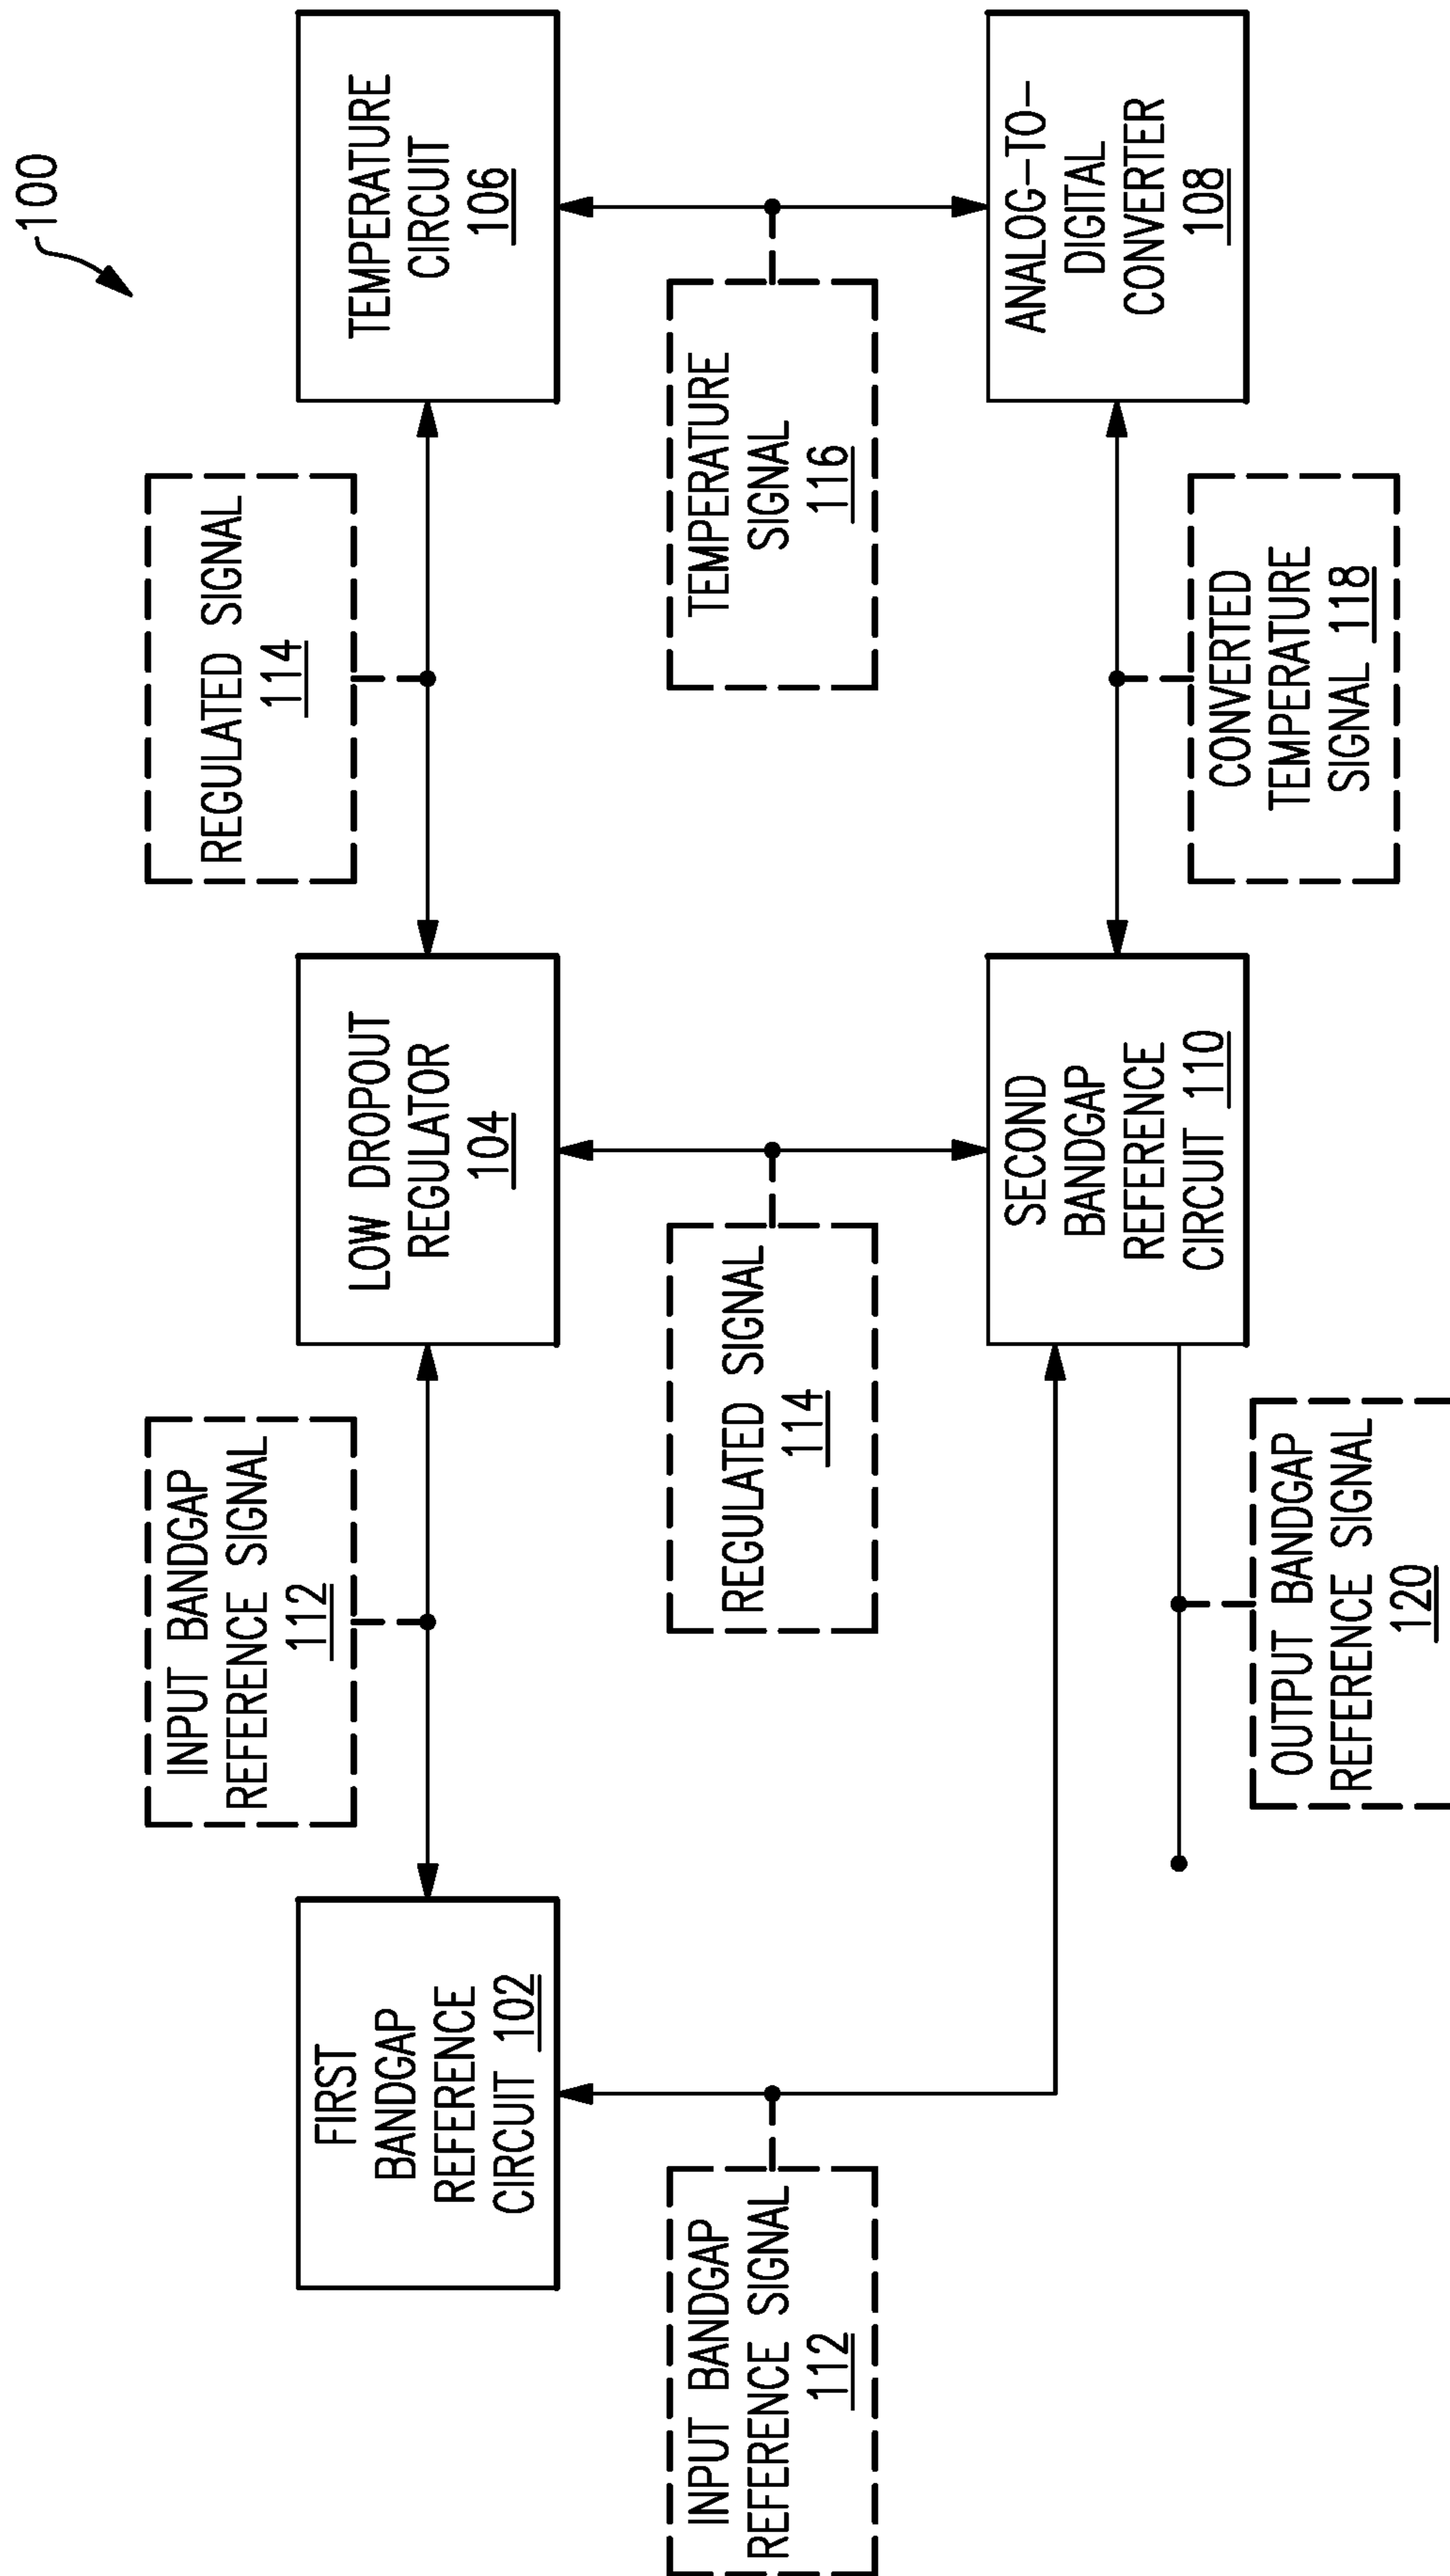 100
INPUT BANDGAP
REFERENCE SIGNAL
112
REGULATED SIGNAL
114
FIRST
BANDGAP
REFERENCE
CIRCUIT 102
LOW DROPOUT
REGULATOR
104
TEMPERATURE
CIRCUIT
106
INPUT BANDGAP
REFERENCE SIGNAL
112
REGULATED SIGNAL
114
TEMPERATURE
SIGNAL
116
SECOND
BANDGAP
REFERENCE
CIRCUIT 110
ANALOG-TO-
DIGITAL
CONVERTER
108
OUTPUT BANDGAP
REFERENCE SIGNAL
120
CONVERTED
TEMPERATURE
SIGNAL 118